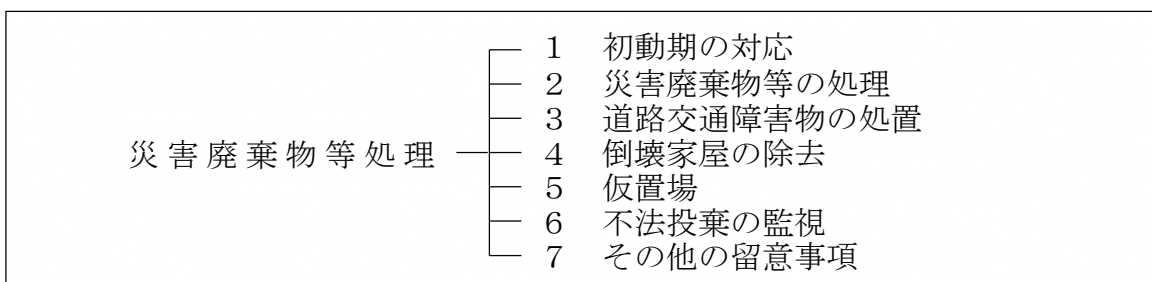 1 初動期の対応
2 災害廃棄物等の処理
3 道路交通障害物の処置
災害廃棄物等処理 4 倒壊家屋の除去
5 仮置場
6 不法投棄の監視
7 その他の留意事項